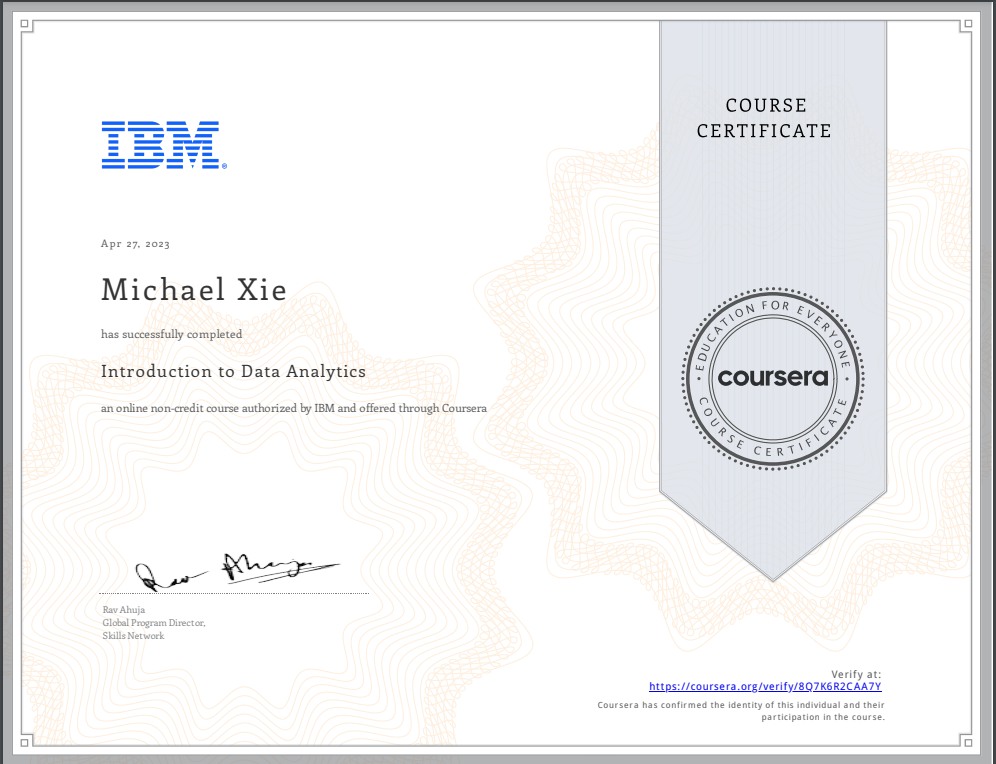 COURSE
CERTIFICATE
IBM®
Apr 27, 2023
Michael Xie
has successfully completed
Introduction to Data Analytics
an online non-credit course authorized by IBM and offered through Coursera
EDUCATION FOR EVERYONE
coursera
COURSE CERTIFICATE
Rav Ahuja
Rav Ahuja
Global Program Director,
Skills Network
Verify at:
https://coursera.org/verify/8Q7K6R2CAA7Y
Coursera has confirmed the identity of this individual and their
participation in the course.